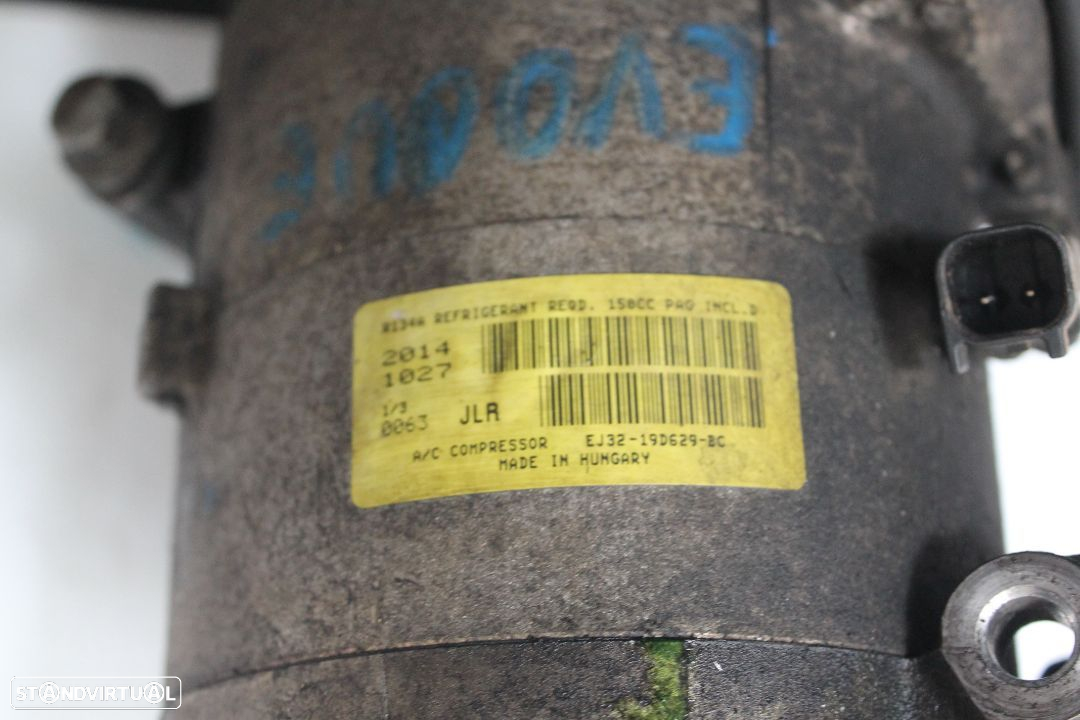 EVOQUE
R134A REFRIGERANT REQD. 150CC PAG INCL.D
2014
1027
1/3
0063 JLR
A/C COMPRESSOR EJ32-19D629-BC
MADE IN HUNGARY
STANDVIRTUAL